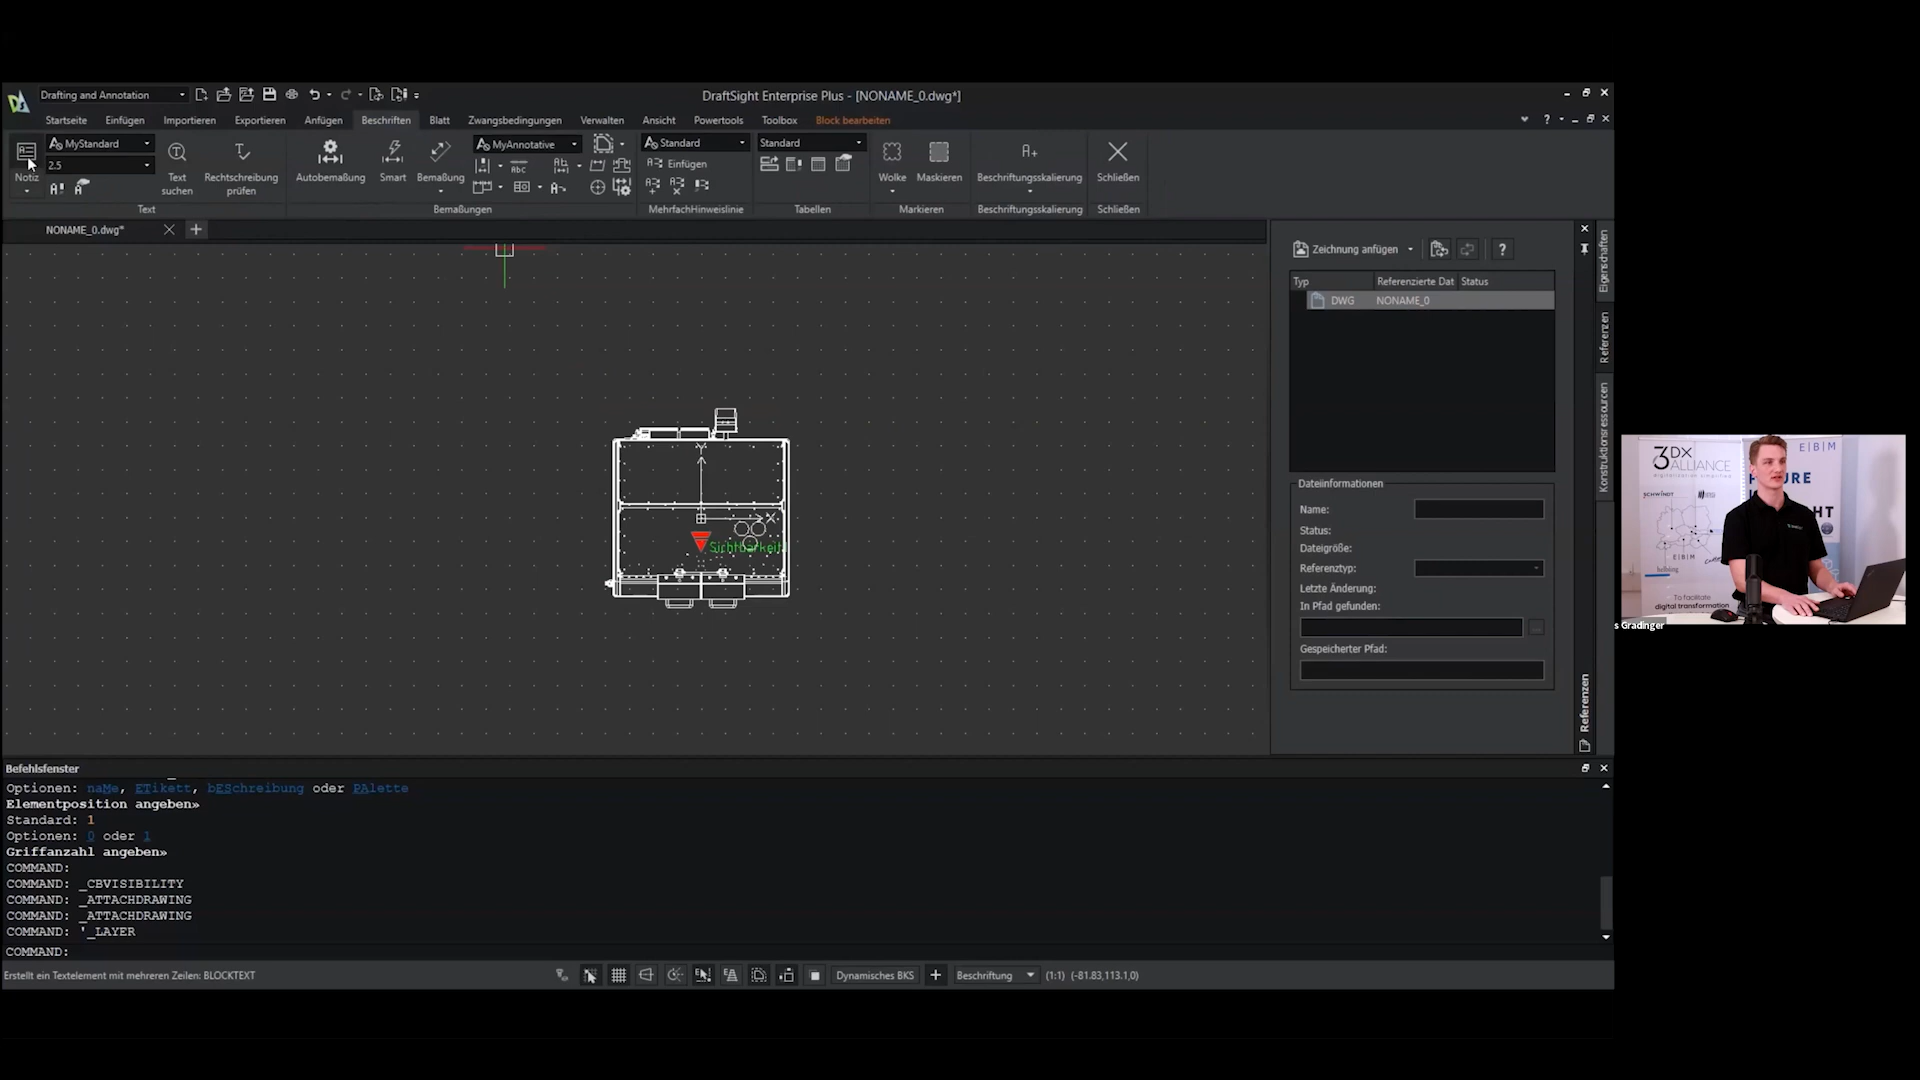 Drafting and Annotation
DraftSight Enterprise Plus - [NONAME_0.dwg*]
Startseite
Einfügen
Importieren
Exportieren
Anfügen
Beschriften
Blatt
Zwangsbedingungen
Verwalten
Ansicht
Powertools
Toolbox
Block bearbeiten
Notiz
MyStandard
2.5
Text suchen
Rechtschreibung prüfen
Text
Autobemaßung
Smart
Bemaßung
MyAnnotative
Bemaßungen
Standard
Einfügen
MehrfachHinweislinie
Standard
Tabellen
Wolke
Maskieren
Markieren
Beschriftungsskalierung
Beschriftungsskalierung
Schließen
Schließen
NONAME_0.dwg*
Zeichnung anfügen
Typ
Referenzierte Dat
Status
DWG
NONAME_0
Dateiinformationen
Name:
Status:
Dateigröße:
Referenztyp:
Letzte Änderung:
In Pfad gefunden:
Gespeicherter Pfad:
Eigenschaften
Referenzen
Konstruktionsressourcen
Referenzen
Y
X
Befehlsfenster
Optionen: naMe, ETikett, bESchreibung oder PAlette
Elementposition angeben»
Standard: 1
Optionen: 0 oder 1
Griffanzahl angeben»
COMMAND:
COMMAND: _CBVISIBILITY
COMMAND: _ATTACHDRAWING
COMMAND: _ATTACHDRAWING
COMMAND: '_LAYER
COMMAND:
Erstellt ein Textelement mit mehreren Zeilen: BLOCKTEXT
Dynamisches BKS
Beschriftung
(1:1)
(-81.83,113.1,0)
3DX
ALLIANCE
SCHWINDT
E|B|M
E|B|M
To facilitate
digital transformation
s Gradinger